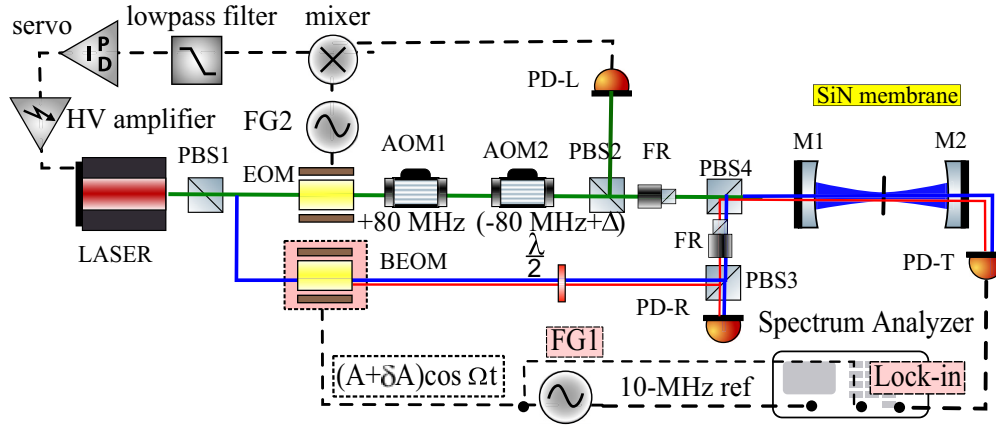 servo
lowpass filter
mixer
I P D
PD-L
SiN membrane
HV amplifier
FG2
PBS1
EOM
AOM1
AOM2
PBS2
FR
PBS4
M1
M2
+80 MHz
(-80 MHz+Δ)
LASER
BEOM
λ/2
FR
PBS3
PD-T
PD-R
Spectrum Analyzer
FG1
(A+δA)cos Ωt
10-MHz ref
Lock-in